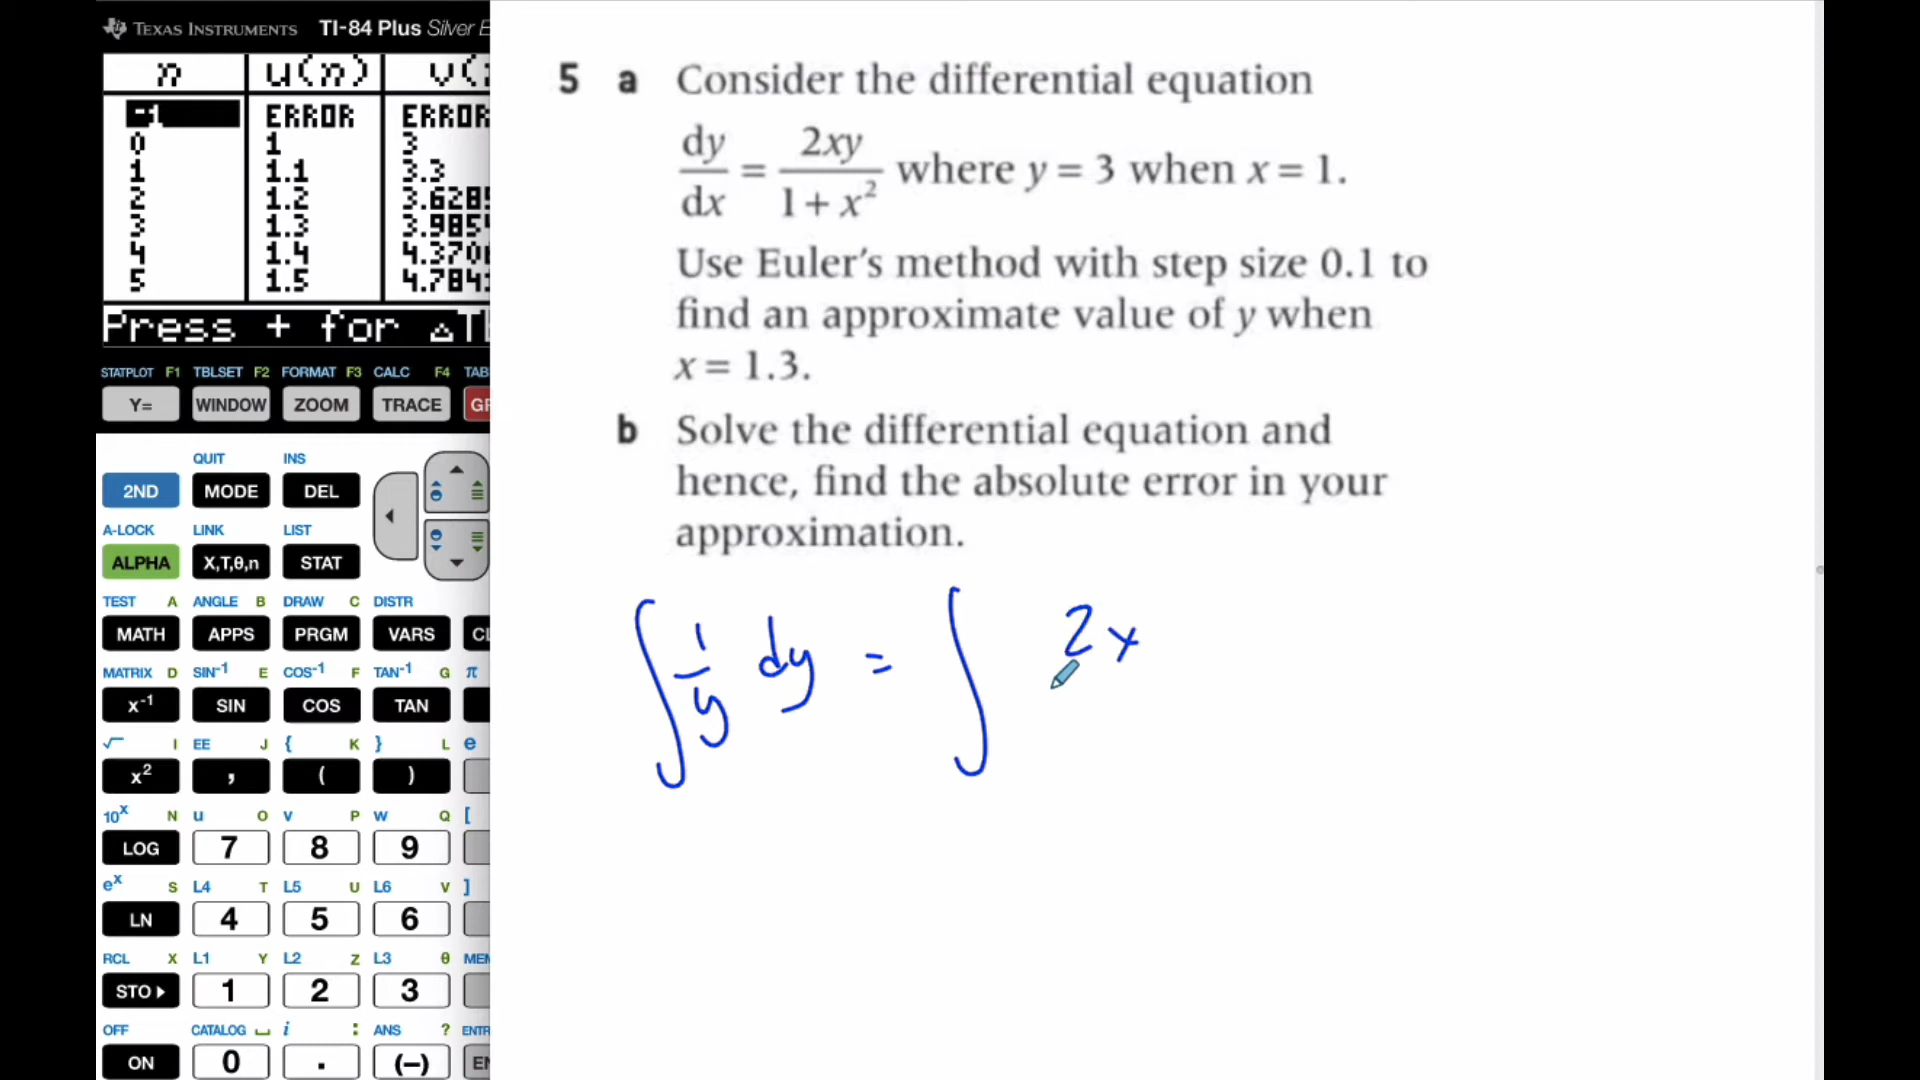 TEXAS INSTRUMENTS TI-84 Plus Silver E
n u(n) v(
-1 ERROR ERROR
0 1 3
1 1.1 3.3
2 1.2 3.628
3 1.3 3.985
4 1.4 4.370
5 1.5 4.784
Press + for △T
STATPLOT F1 TBLSET F2 FORMAT F3 CALC F4 TAB
Y= WINDOW ZOOM TRACE GR
QUIT INS
2ND MODE DEL
A-LOCK LINK LIST
ALPHA X,T,θ,n STAT
TEST A ANGLE B DRAW C DISTR
MATH APPS PRGM VARS CL
MATRIX D SIN⁻¹ E COS⁻¹ F TAN⁻¹ G π
x⁻¹ SIN COS TAN
√ I EE J { K } L e
x² , ( )
10ˣ N u O v P w Q [
LOG 7 8 9
eˣ S L4 T L5 U L6 V ]
LN 4 5 6
RCL X L1 Y L2 Z L3 θ MEM
STO▸ 1 2 3
OFF CATALOG ⎵ i : ANS ? ENTR
ON 0 . (−) EN
5 a Consider the differential equation
dy/dx = 2xy/(1 + x²) where y = 3 when x = 1.
Use Euler's method with step size 0.1 to
find an approximate value of y when
x = 1.3.
b Solve the differential equation and
hence, find the absolute error in your
approximation.
∫ 1/y dy = ∫ 2x